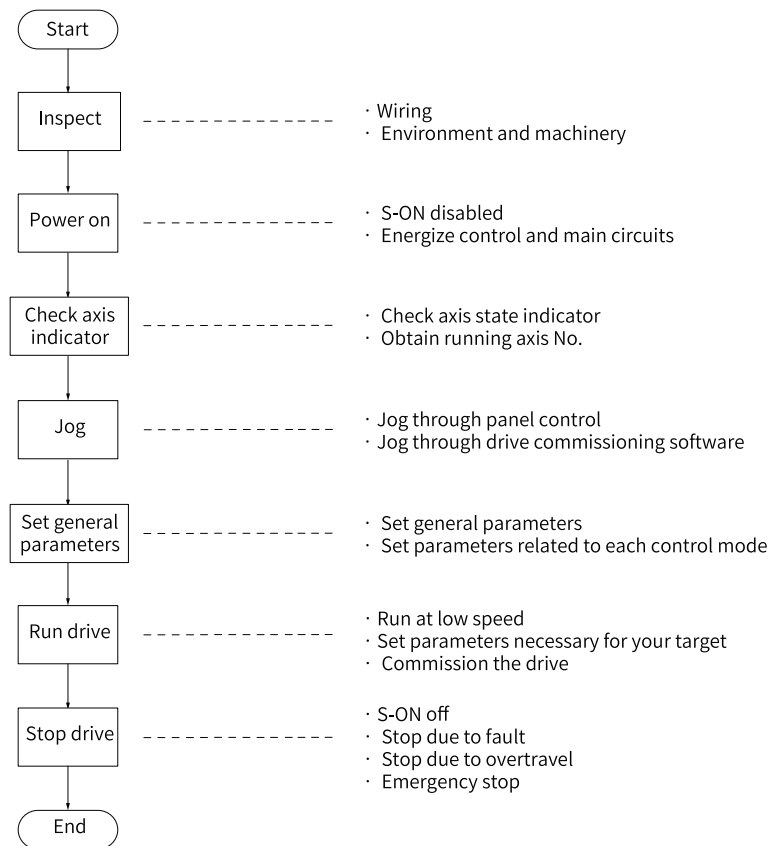 Start
Inspect
· Wiring
· Environment and machinery
Power on
· S-ON disabled
· Energize control and main circuits
Check axis
indicator
· Check axis state indicator
· Obtain running axis No.
Jog
· Jog through panel control
· Jog through drive commissioning software
Set general
parameters
· Set general parameters
· Set parameters related to each control mode
Run drive
· Run at low speed
· Set parameters necessary for your target
· Commission the drive
Stop drive
· S-ON off
· Stop due to fault
· Stop due to overtravel
· Emergency stop
End